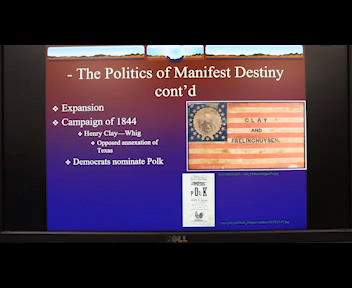 - The Politics of Manifest Destiny
cont'd
❖ Expansion
❖ Campaign of 1844
❖ Henry Clay—Whig
❖ Opposed annexation of
Texas
❖ Democrats nominate Polk
CLAY
AND
FRELINGHUYSEN.
POLK
DELL